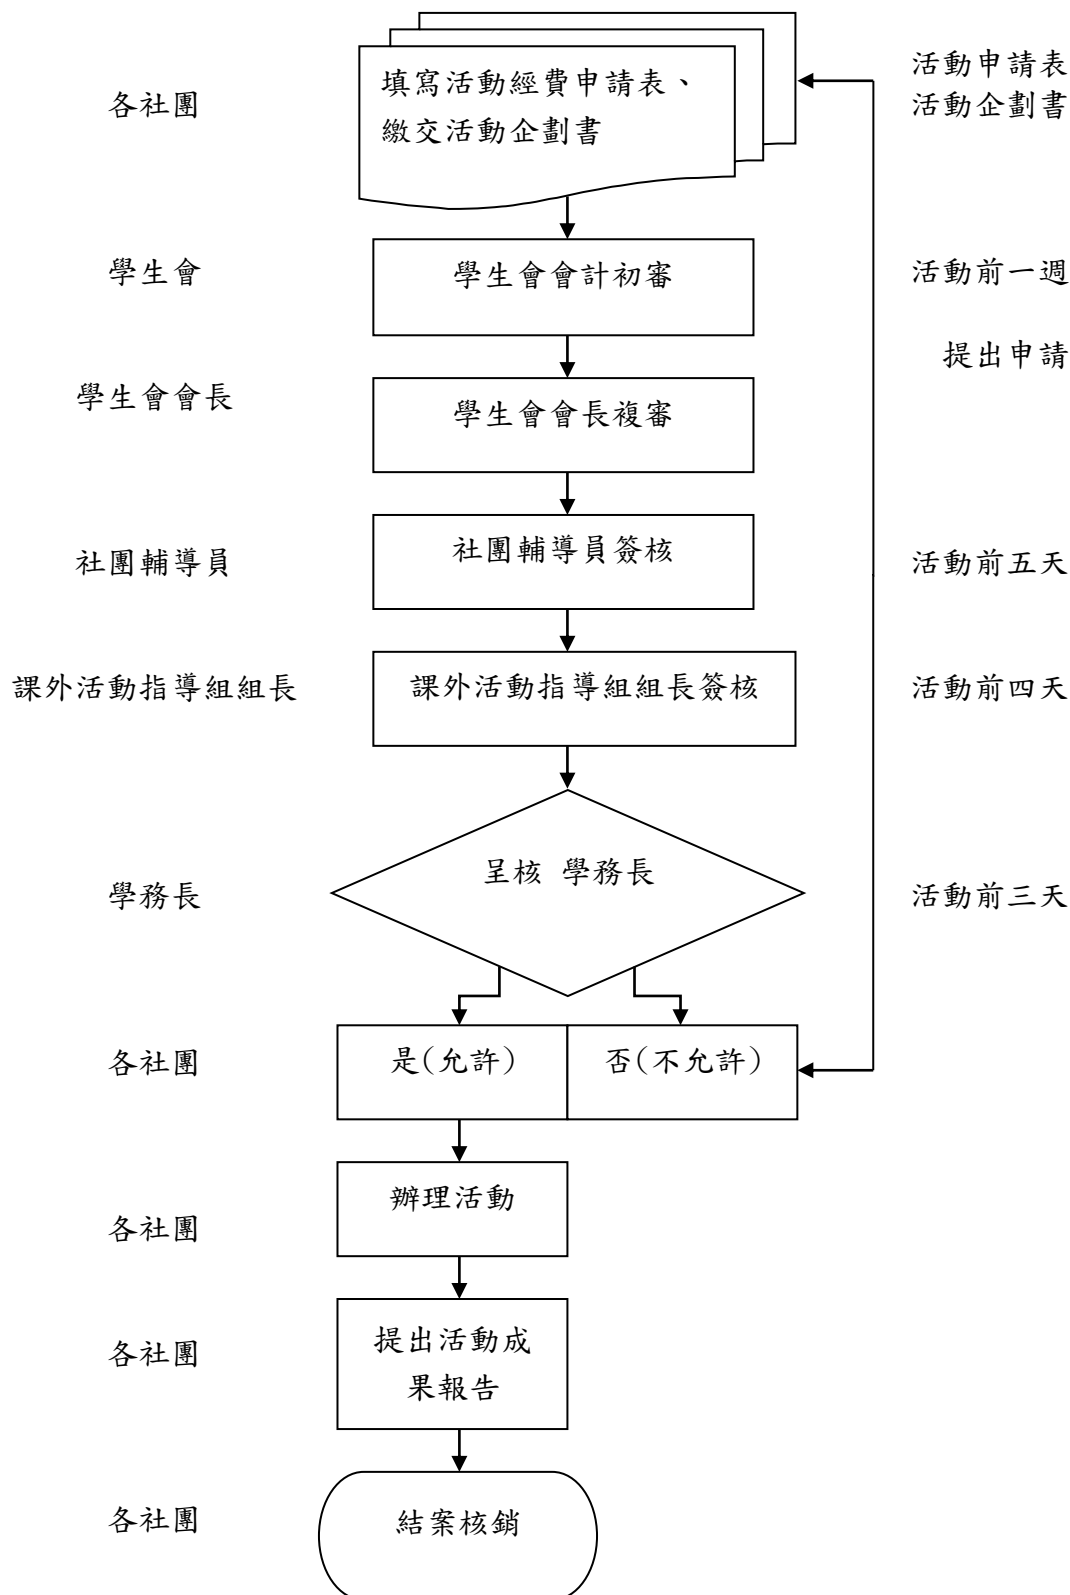 各社團
填寫活動經費申請表、
繳交活動企劃書
活動申請表
活動企劃書
學生會
學生會會計初審
活動前一週
提出申請
學生會會長
學生會會長複審
社團輔導員
社團輔導員簽核
活動前五天
課外活動指導組組長
課外活動指導組組長簽核
活動前四天
學務長
呈核 學務長
活動前三天
各社團
是(允許)
否(不允許)
各社團
辦理活動
各社團
提出活動成
果報告
各社團
結案核銷